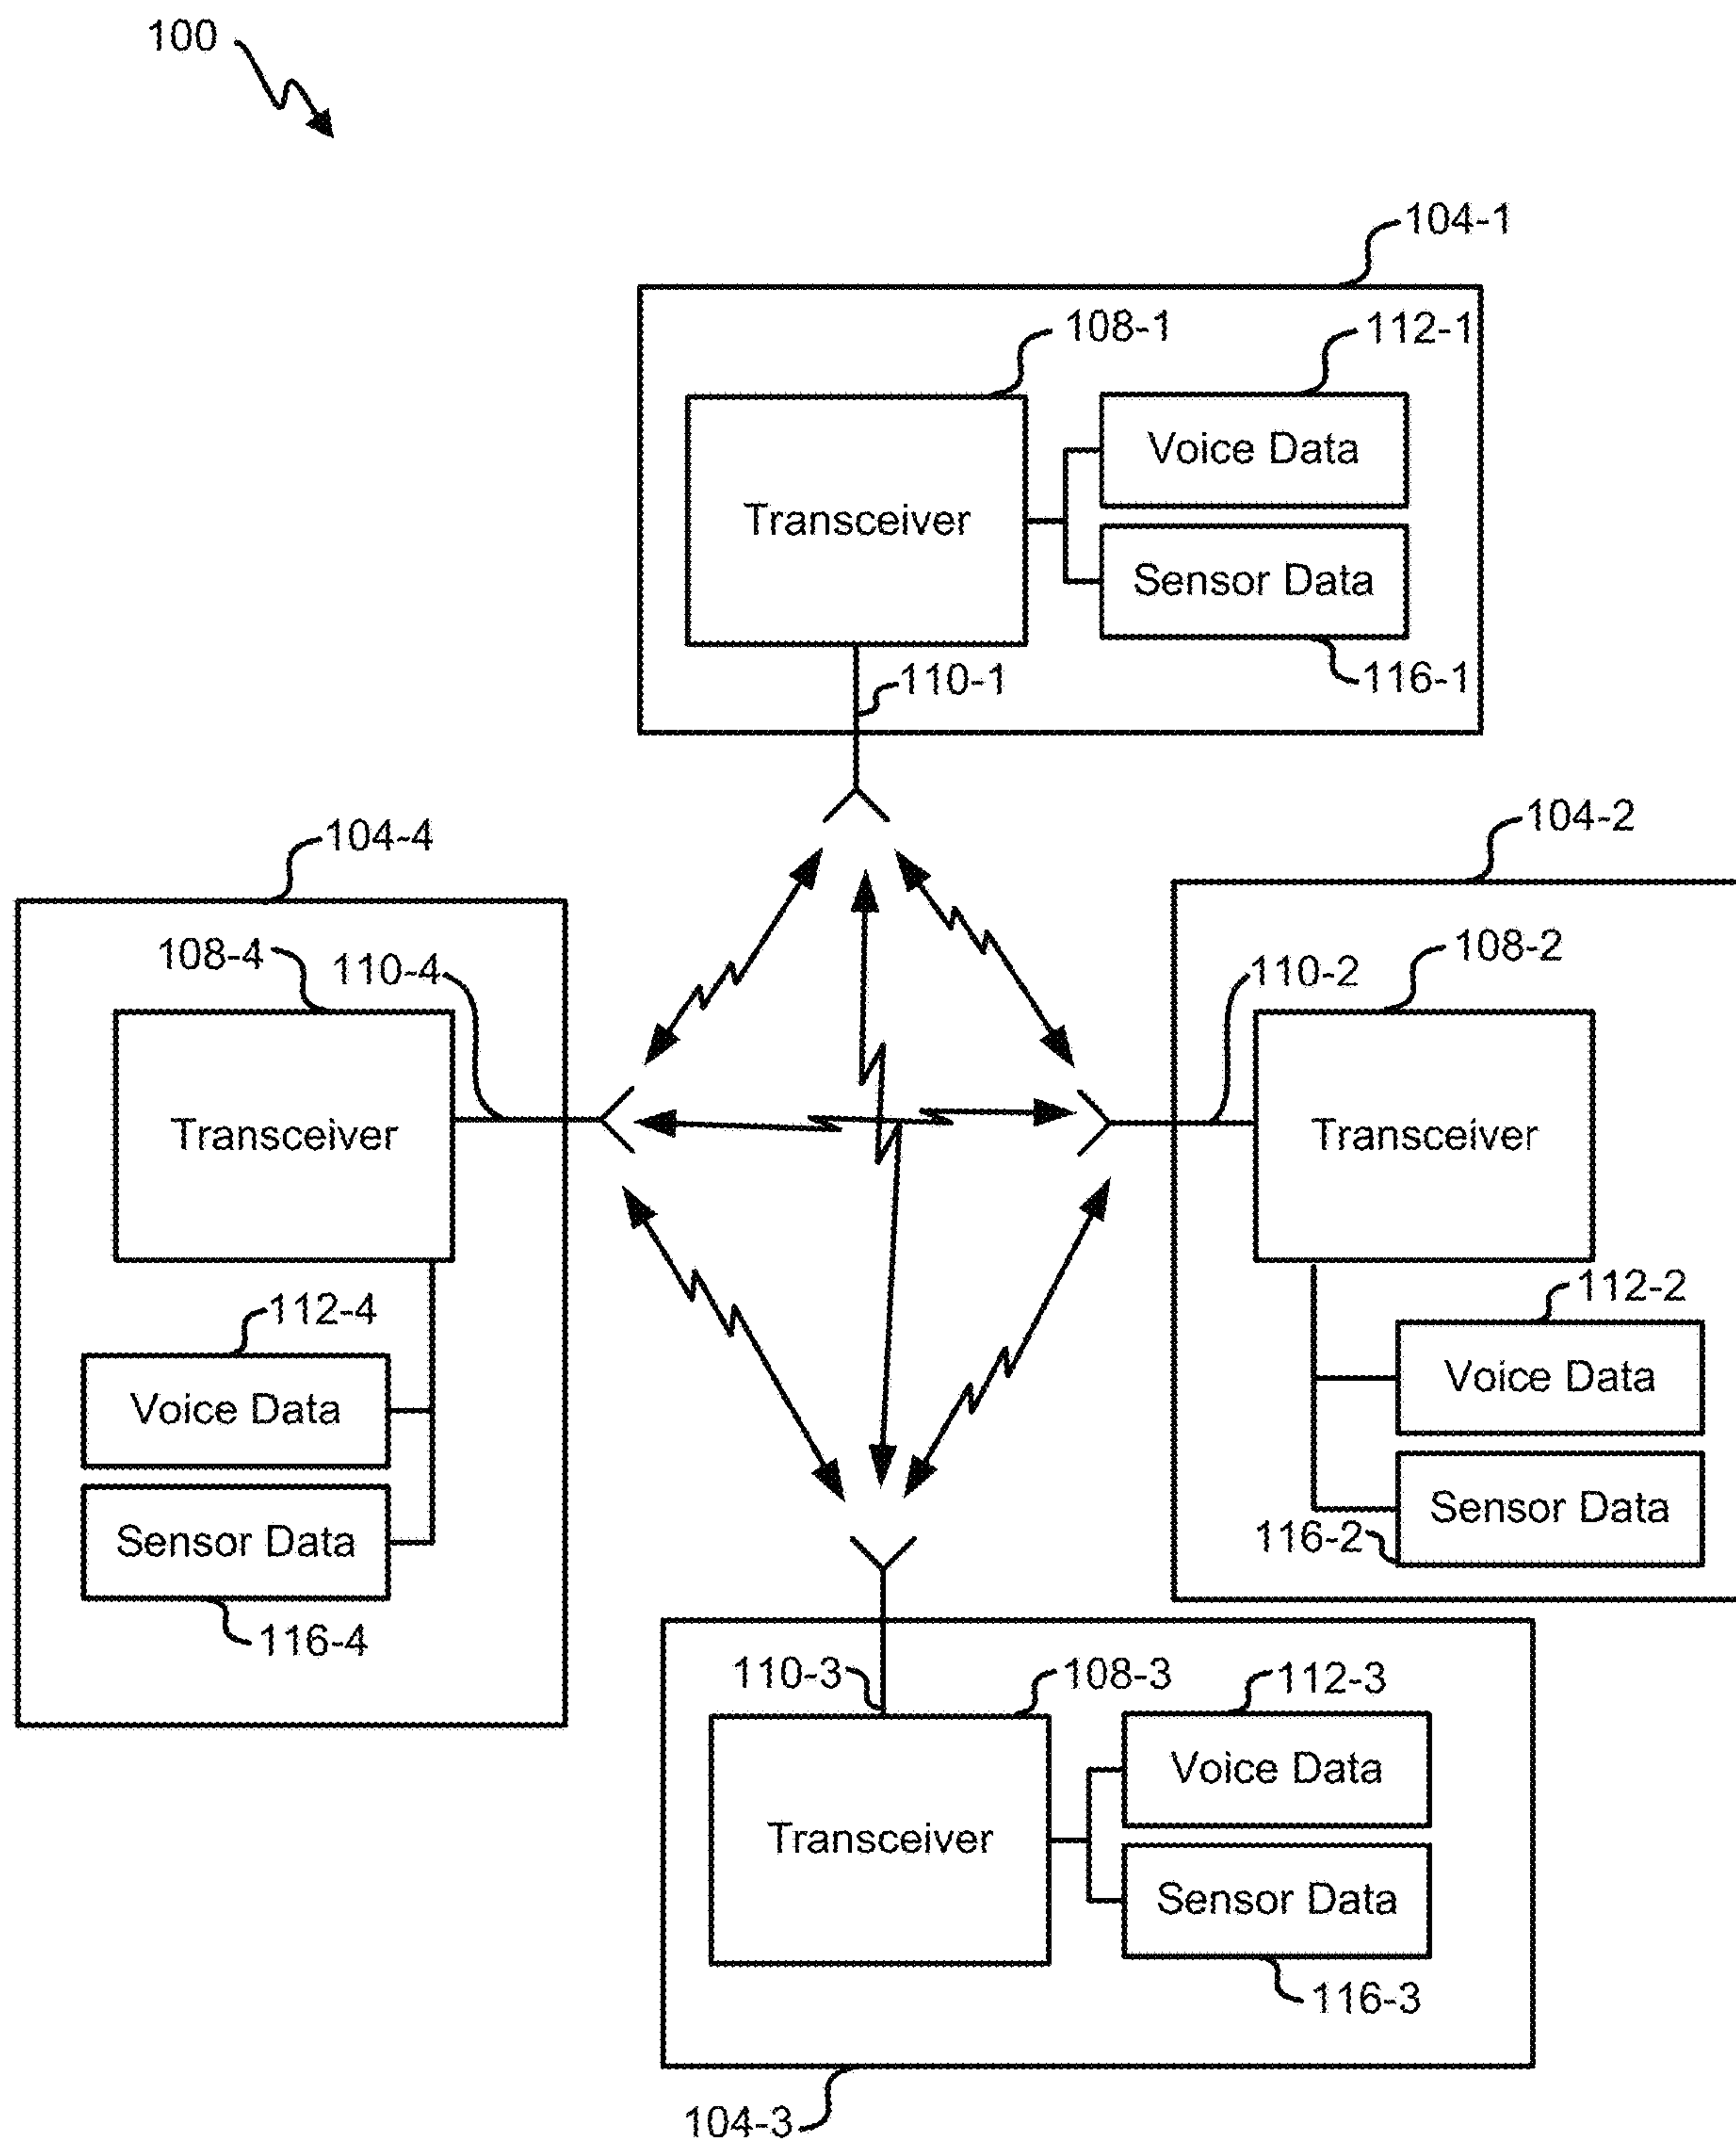 100
104-1
108-1
112-1
Voice Data
Transceiver
Sensor Data
110-1
116-1
104-4
104-2
108-4
110-4
110-2
108-2
Transceiver
Transceiver
112-4
112-2
Voice Data
Voice Data
Sensor Data
Sensor Data
116-2
116-4
110-3
108-3
112-3
Voice Data
Transceiver
Sensor Data
116-3
104-3